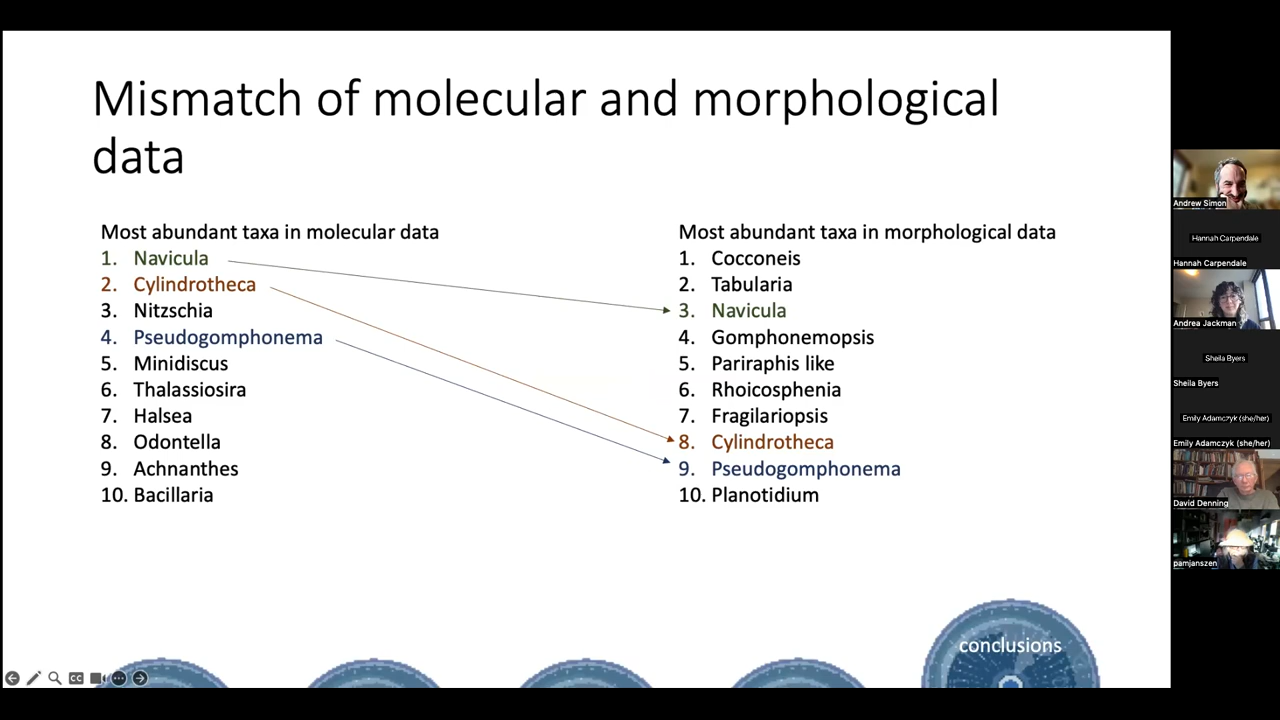 Mismatch of molecular and morphological
data
Most abundant taxa in molecular data
1. Navicula
2. Cylindrotheca
3. Nitzschia
4. Pseudogomphonema
5. Minidiscus
6. Thalassiosira
7. Halsea
8. Odontella
9. Achnanthes
10. Bacillaria
Most abundant taxa in morphological data
1. Cocconeis
2. Tabularia
3. Navicula
4. Gomphonemopsis
5. Pariraphis like
6. Rhoicosphenia
7. Fragilariopsis
8. Cylindrotheca
9. Pseudogomphonema
10. Planotidium
conclusions
CC
Andrew Simon
Hannah Carpendale
Hannah Carpendale
Andrea Jackman
Sheila Byers
Sheila Byers
Emily Adamczyk (she/her)
Emily Adamczyk (she/her)
David Denning
pamjanszen